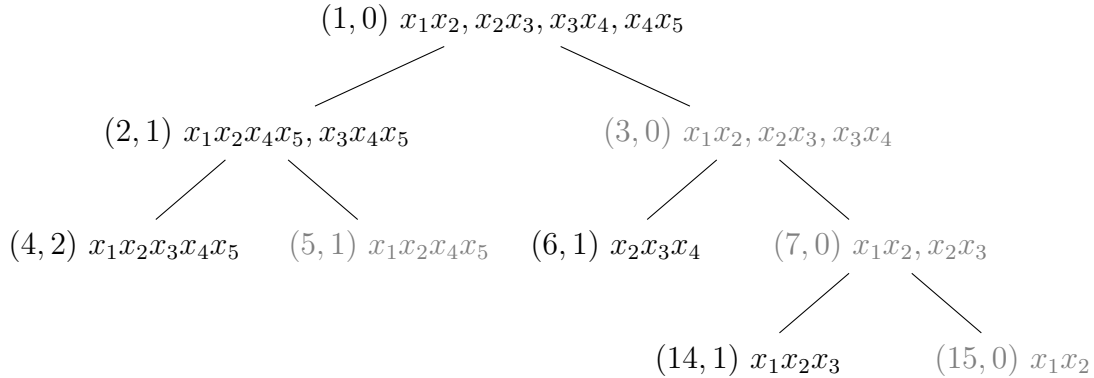 (1, 0) x₁x₂, x₂x₃, x₃x₄, x₄x₅
(2, 1) x₁x₂x₄x₅, x₃x₄x₅ (3, 0) x₁x₂, x₂x₃, x₃x₄
(4, 2) x₁x₂x₃x₄x₅ (5, 1) x₁x₂x₄x₅ (6, 1) x₂x₃x₄ (7, 0) x₁x₂, x₂x₃
(14, 1) x₁x₂x₃ (15, 0) x₁x₂